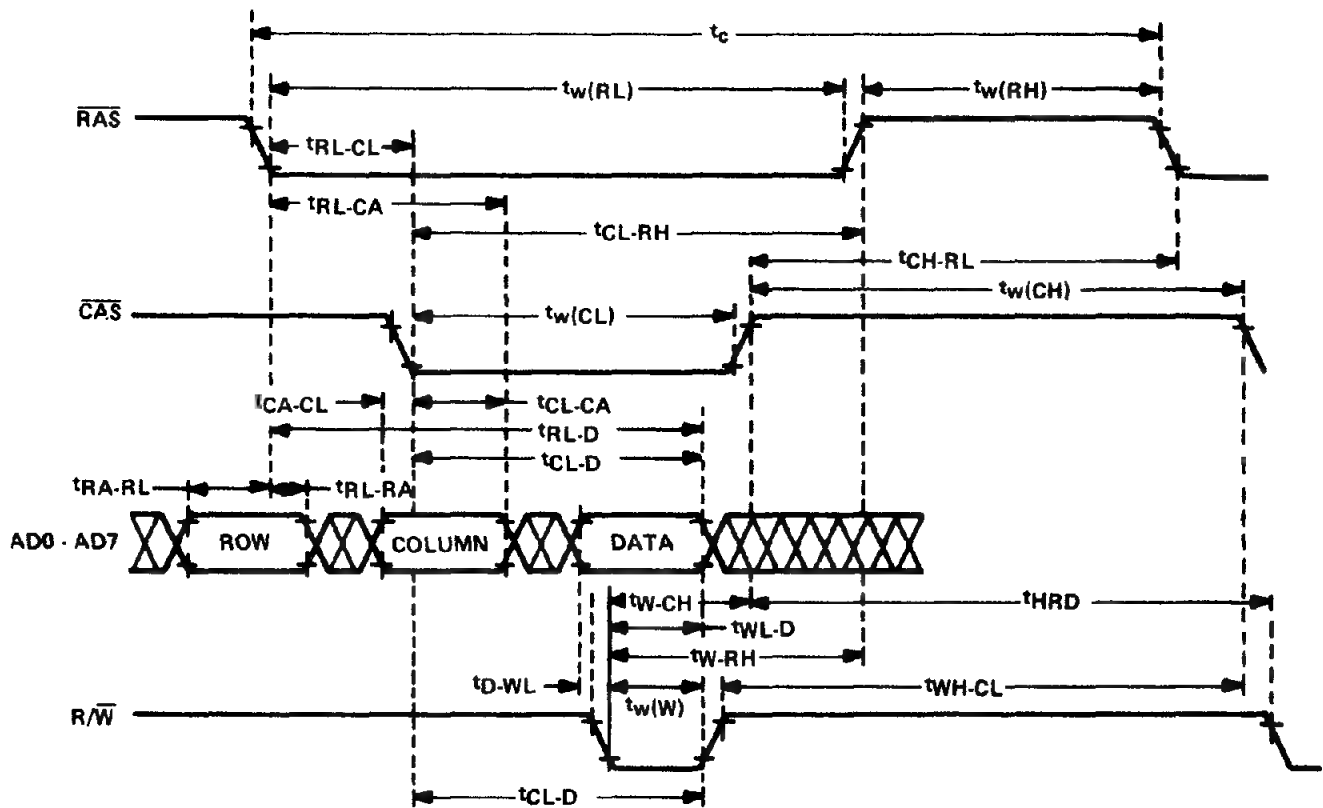 tc
tw(RL)
tw(RH)
RAS
tRL-CL
tRL-CA
tCL-RH
tCH-RL
tw(CH)
CAS
tw(CL)
tCA-CL
tCL-CA
tRL-D
tCL-D
tRA-RL
tRL-RA
AD0 - AD7
ROW
COLUMN
DATA
tW-CH
tHRD
tWL-D
tW-RH
tD-WL
tWH-CL
tw(W)
R/W
tCL-D